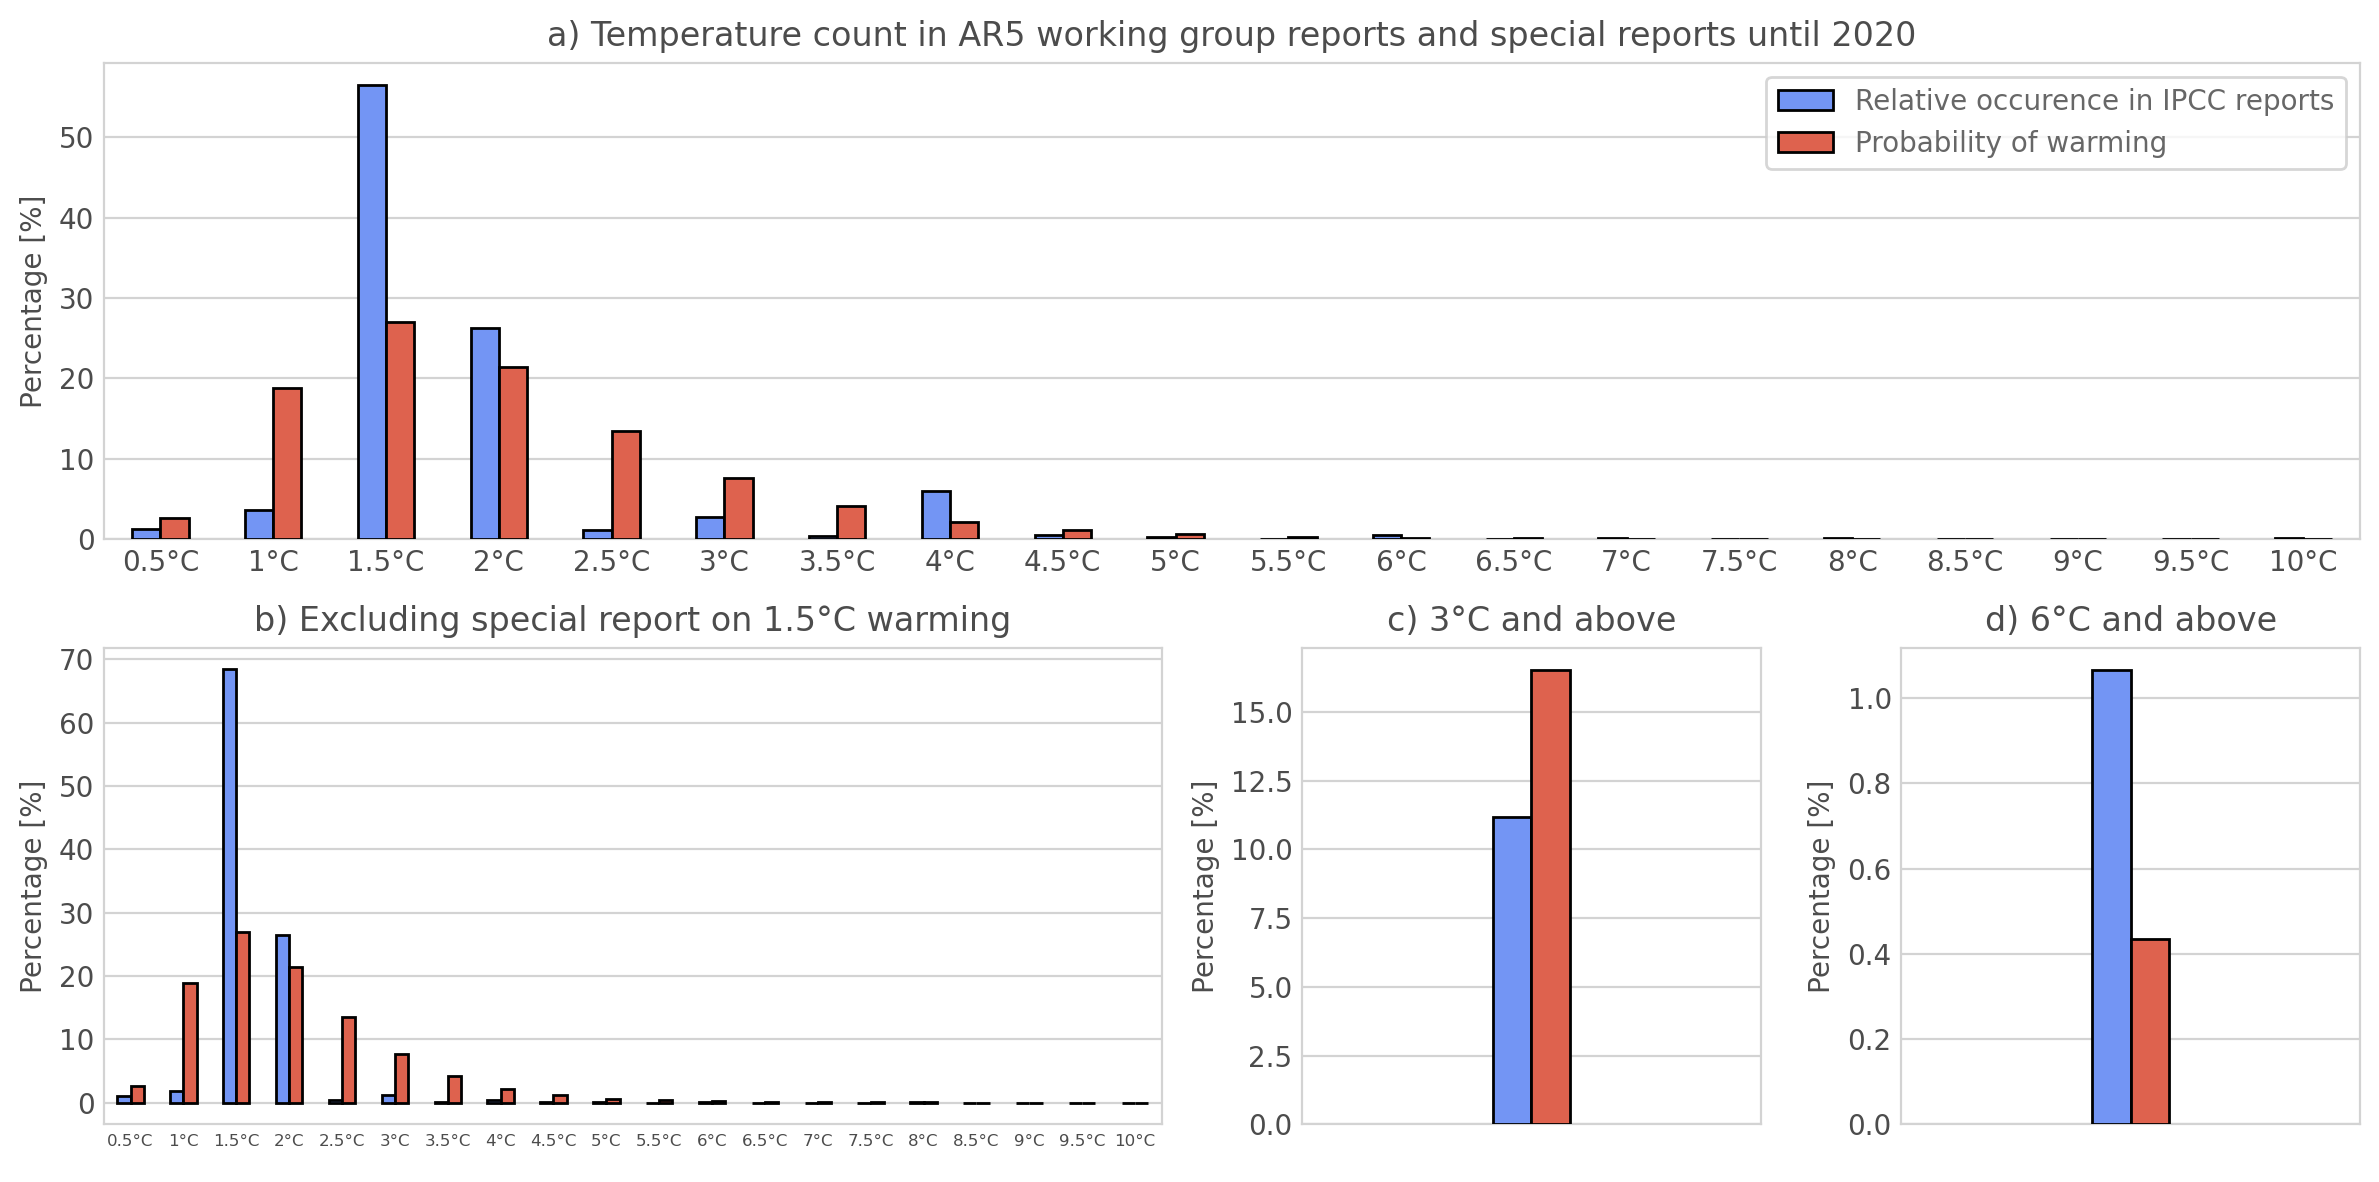 a) Temperature count in AR5 working group reports and special reports until 2020
Percentage [%]
50
40
30
20
10
0
Relative occurence in IPCC reports
Probability of warming
0.5°C 1°C 1.5°C 2°C 2.5°C 3°C 3.5°C 4°C 4.5°C 5°C 5.5°C 6°C 6.5°C 7°C 7.5°C 8°C 8.5°C 9°C 9.5°C 10°C
b) Excluding special report on 1.5°C warming
Percentage [%]
70
60
50
40
30
20
10
0
0.5°C 1°C 1.5°C 2°C 2.5°C 3°C 3.5°C 4°C 4.5°C 5°C 5.5°C 6°C 6.5°C 7°C 7.5°C 8°C 8.5°C 9°C 9.5°C 10°C
c) 3°C and above
Percentage [%]
15.0
12.5
10.0
7.5
5.0
2.5
0.0
d) 6°C and above
Percentage [%]
1.0
0.8
0.6
0.4
0.2
0.0